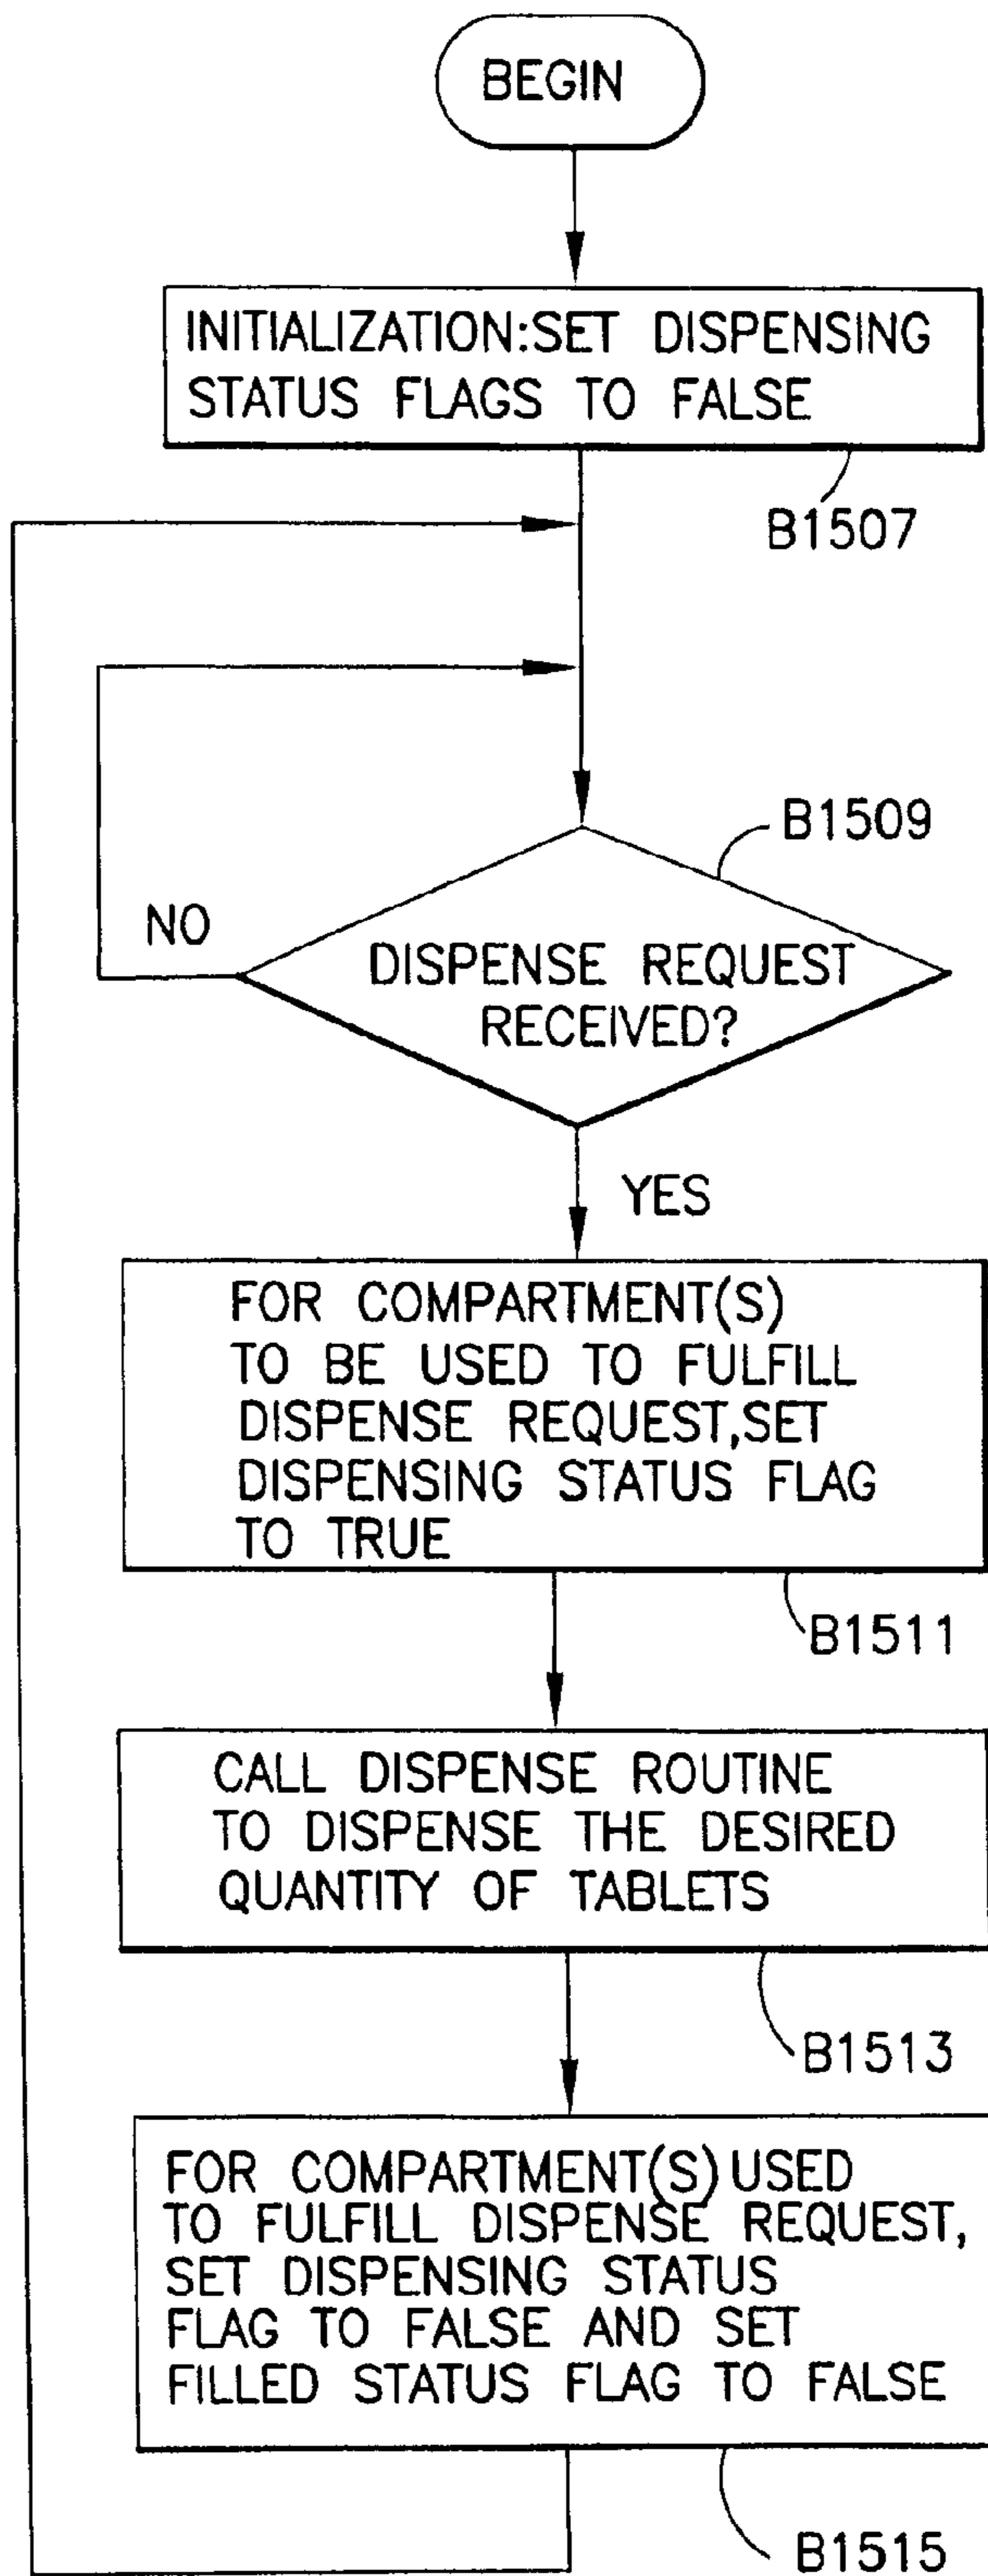 BEGIN
INITIALIZATION:SET DISPENSING
STATUS FLAGS TO FALSE
B1507
B1509
NO
DISPENSE REQUEST
RECEIVED?
YES
FOR COMPARTMENT(S)
TO BE USED TO FULFILL
DISPENSE REQUEST,SET
DISPENSING STATUS FLAG
TO TRUE
B1511
CALL DISPENSE ROUTINE
TO DISPENSE THE DESIRED
QUANTITY OF TABLETS
B1513
FOR COMPARTMENT(S) USED
TO FULFILL DISPENSE REQUEST,
SET DISPENSING STATUS
FLAG TO FALSE AND SET
FILLED STATUS FLAG TO FALSE
B1515